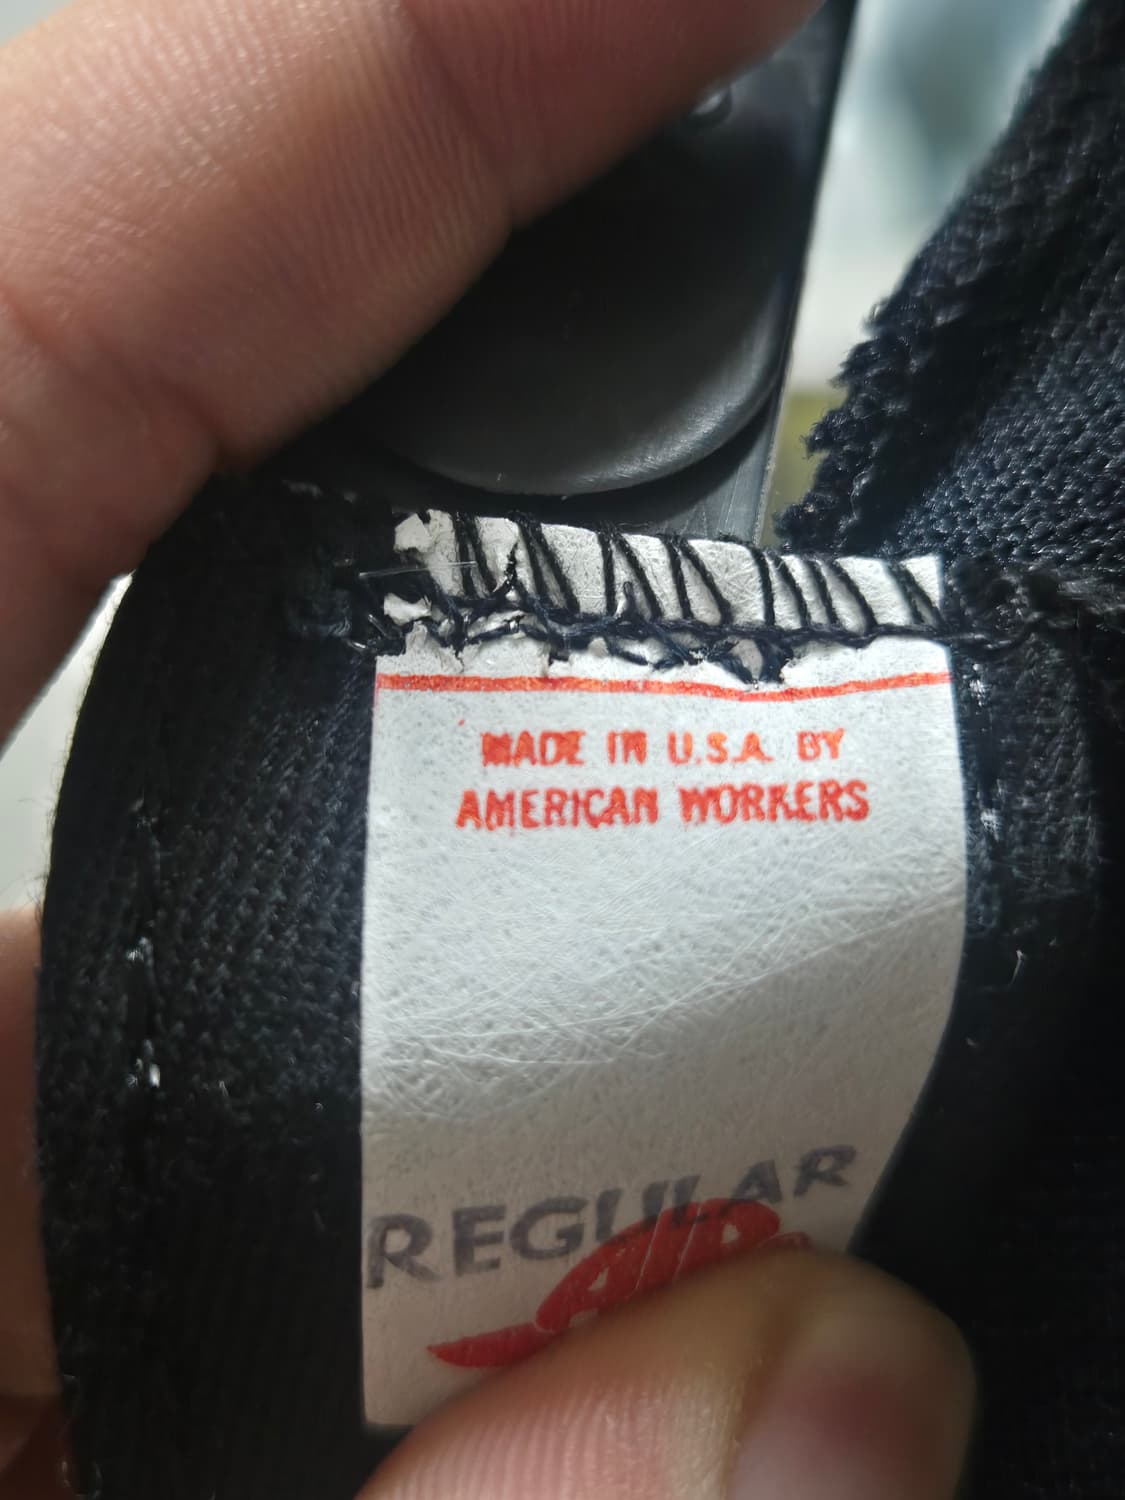 MADE IN U.S.A. BY
AMERICAN WORKERS
REGULAR